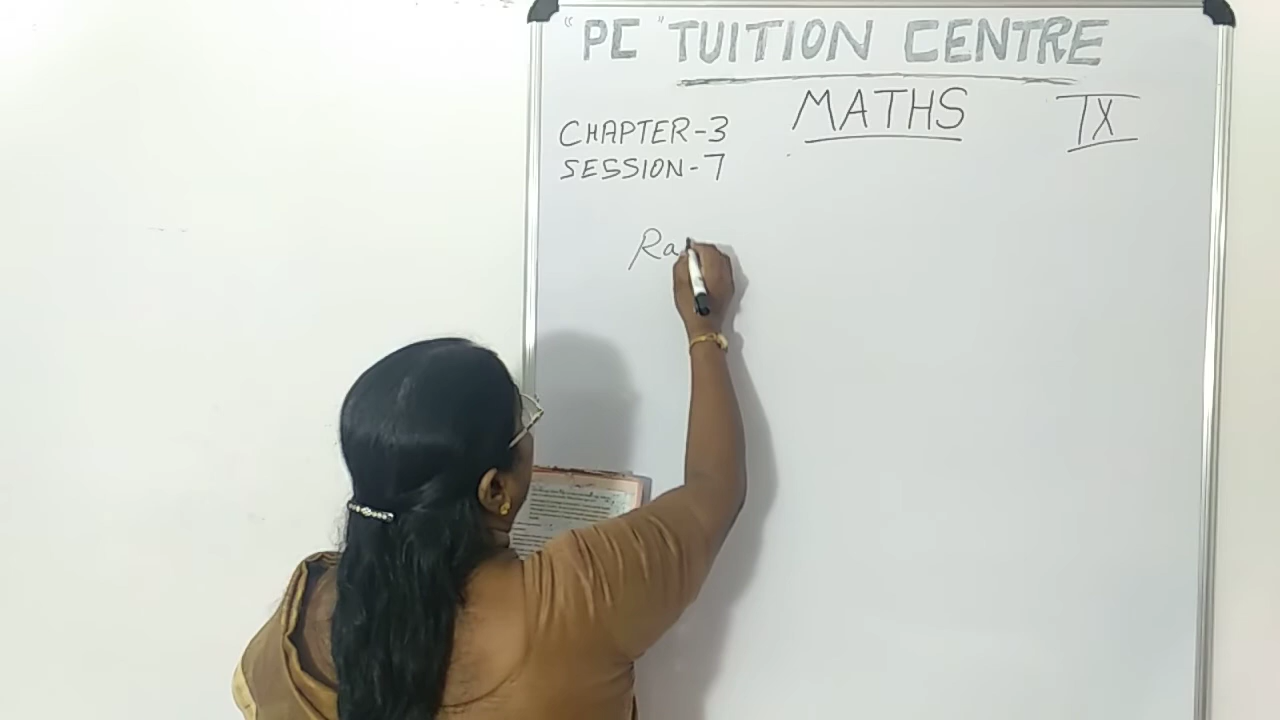 "PC" TUITION CENTRE
MATHS
IX
CHAPTER-3
SESSION-7
Ra